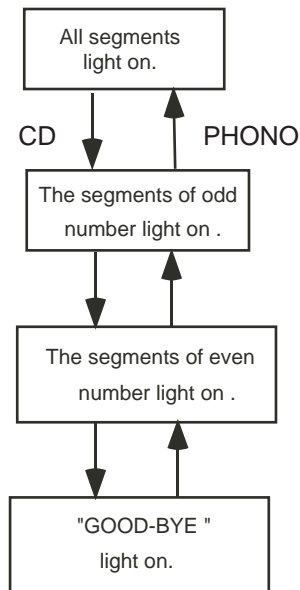 All segments
light on.
CD
PHONO
The segments of odd
number light on .
The segments of even
number light on .
"GOOD-BYE "
light on.